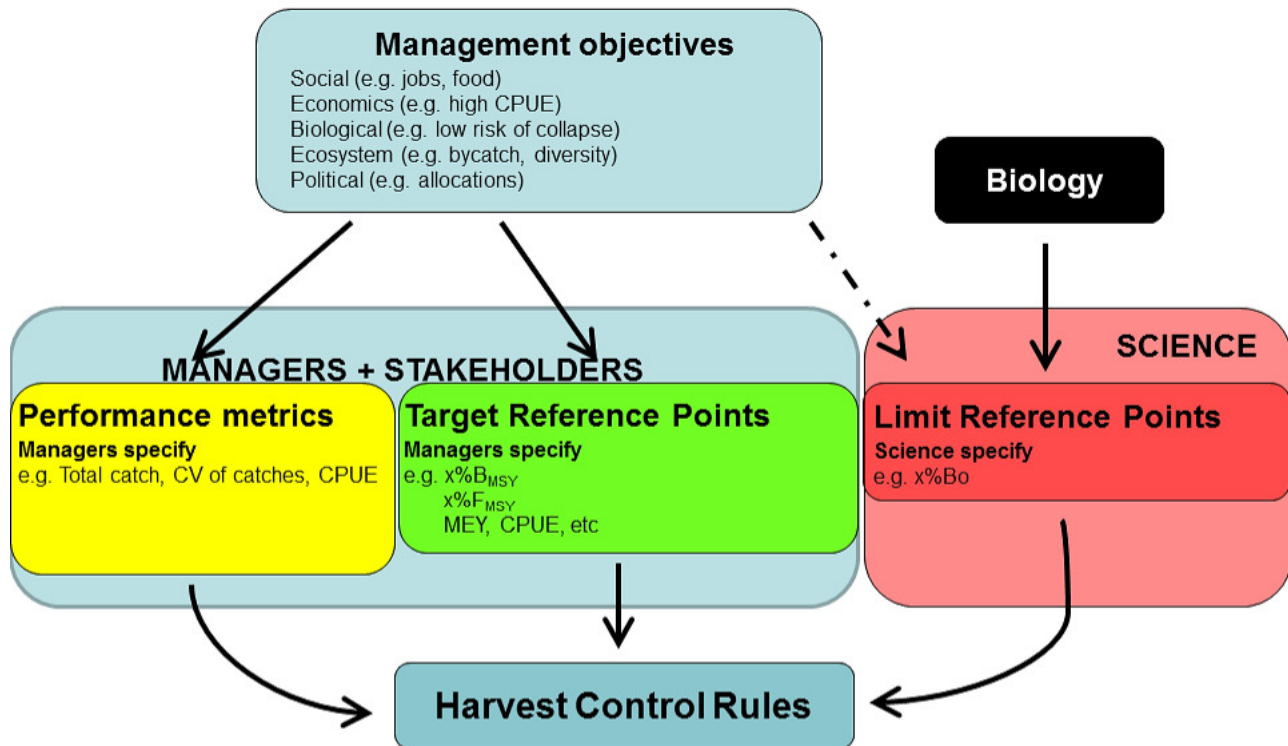 Management objectives
Social (e.g. jobs, food)
Economics (e.g. high CPUE)
Biological (e.g. low risk of collapse)
Ecosystem (e.g. bycatch, diversity)
Political (e.g. allocations)
Biology
MANAGERS + STAKEHOLDERS
SCIENCE
Performance metrics
Managers specify
e.g. Total catch, CV of catches, CPUE
Target Reference Points
Managers specify
e.g. x%BMSY
x%FMSY
MEY, CPUE, etc
Limit Reference Points
Science specify
e.g. x%Bo
Harvest Control Rules